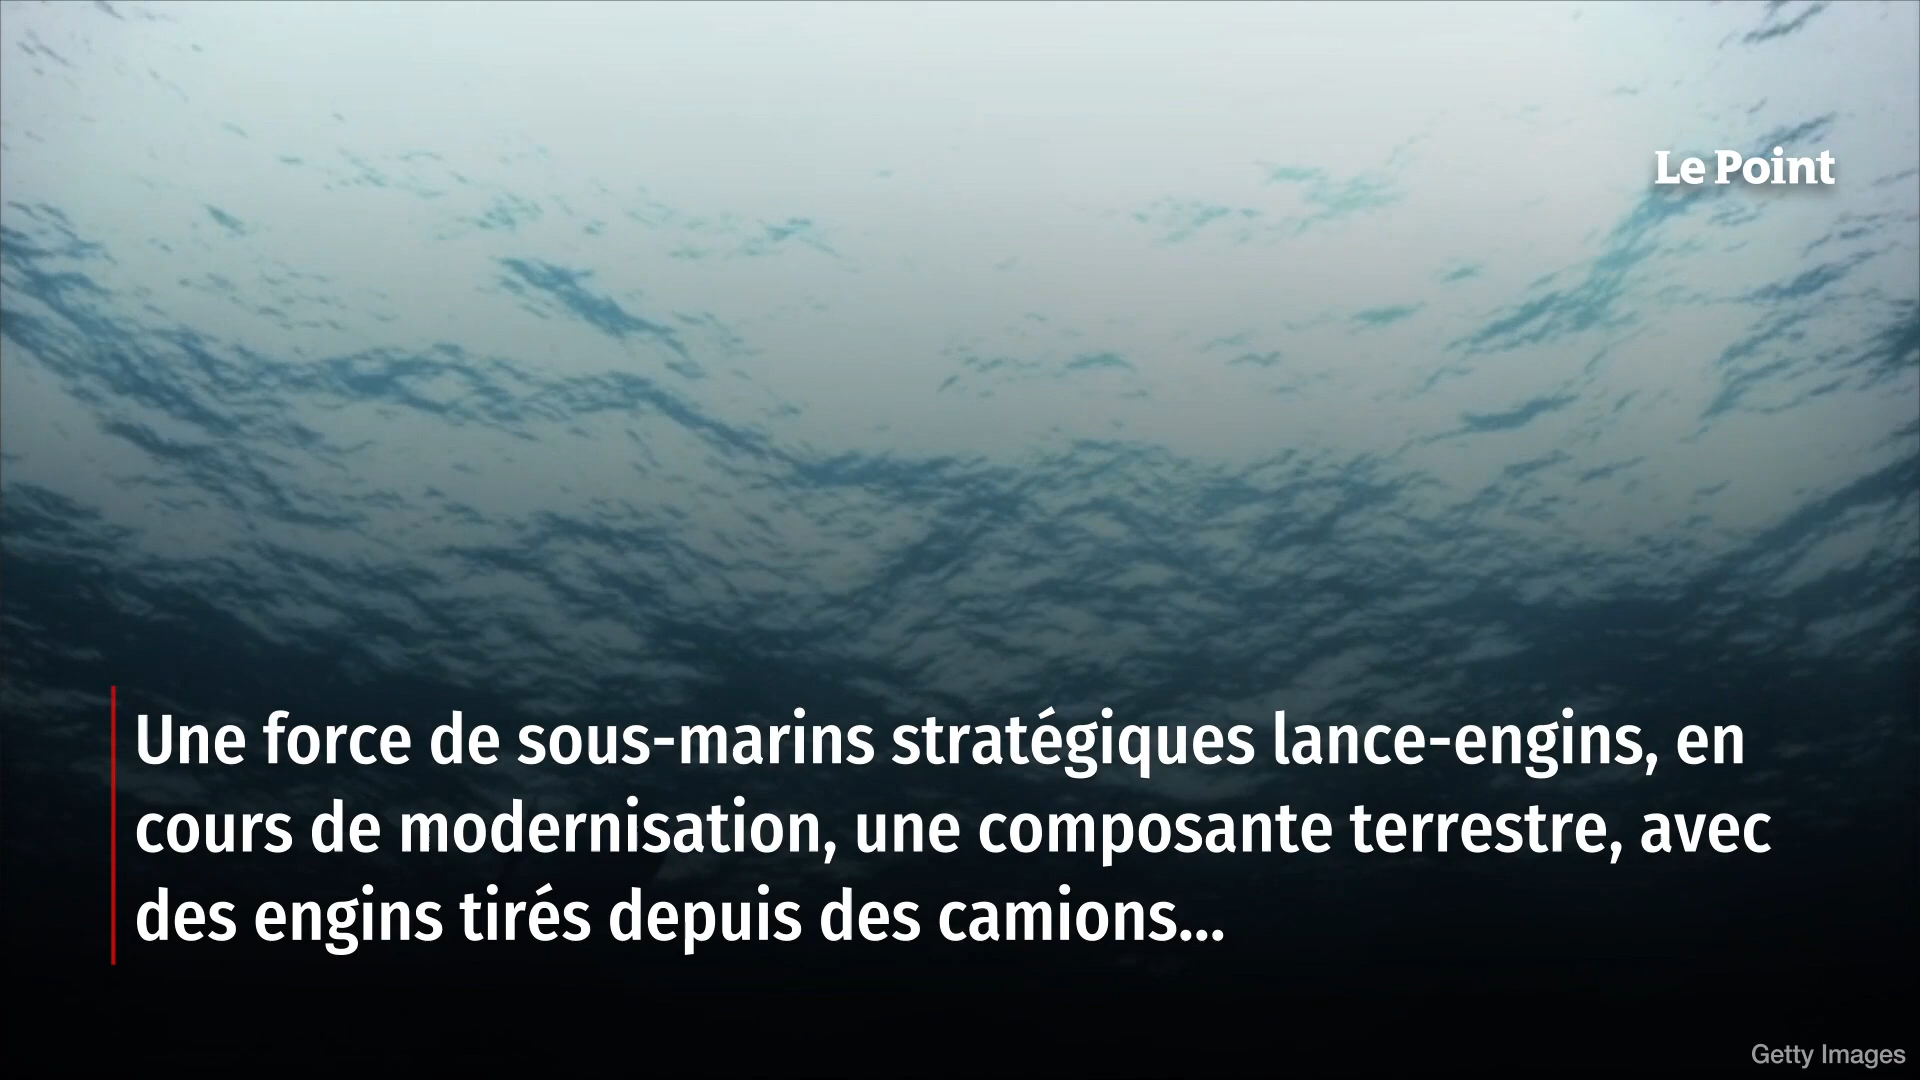 Le Point
Une force de sous-marins stratégiques lance-engins, en
cours de modernisation, une composante terrestre, avec
des engins tirés depuis des camions...
Getty Images